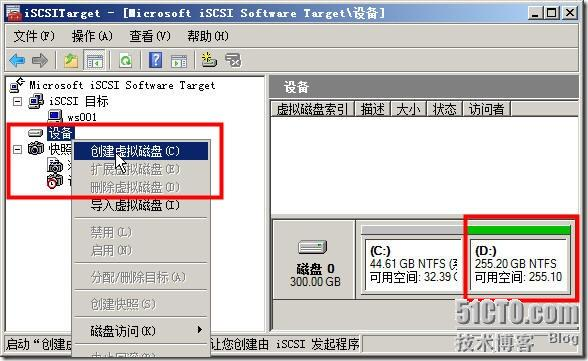 iSCSITarget - [Microsoft iSCSI Software Target\设备]
文件(F) 操作(A) 查看(V) 帮助(H)
Microsoft iSCSI Software Target
iSCSI 目标
ws001
设备
快照
创建虚拟磁盘(C)
扩展虚拟磁盘(E)
删除虚拟磁盘(D)
导入虚拟磁盘(I)
禁用(L)
启用(N)
分配/删除目标(A)
创建快照(S)
磁盘访问(K)
设备
虚拟磁盘索引 描述 大小 状态 访问者
磁盘 0
300.00 GB
(C:)
44.61 GB NTFS
可用空间: 32.39
(D:)
255.20 GB NTFS
可用空间: 255.10
启动“创建 让您创建由 iSCSI 发起程序
51CTO.com
技术博客 Blog